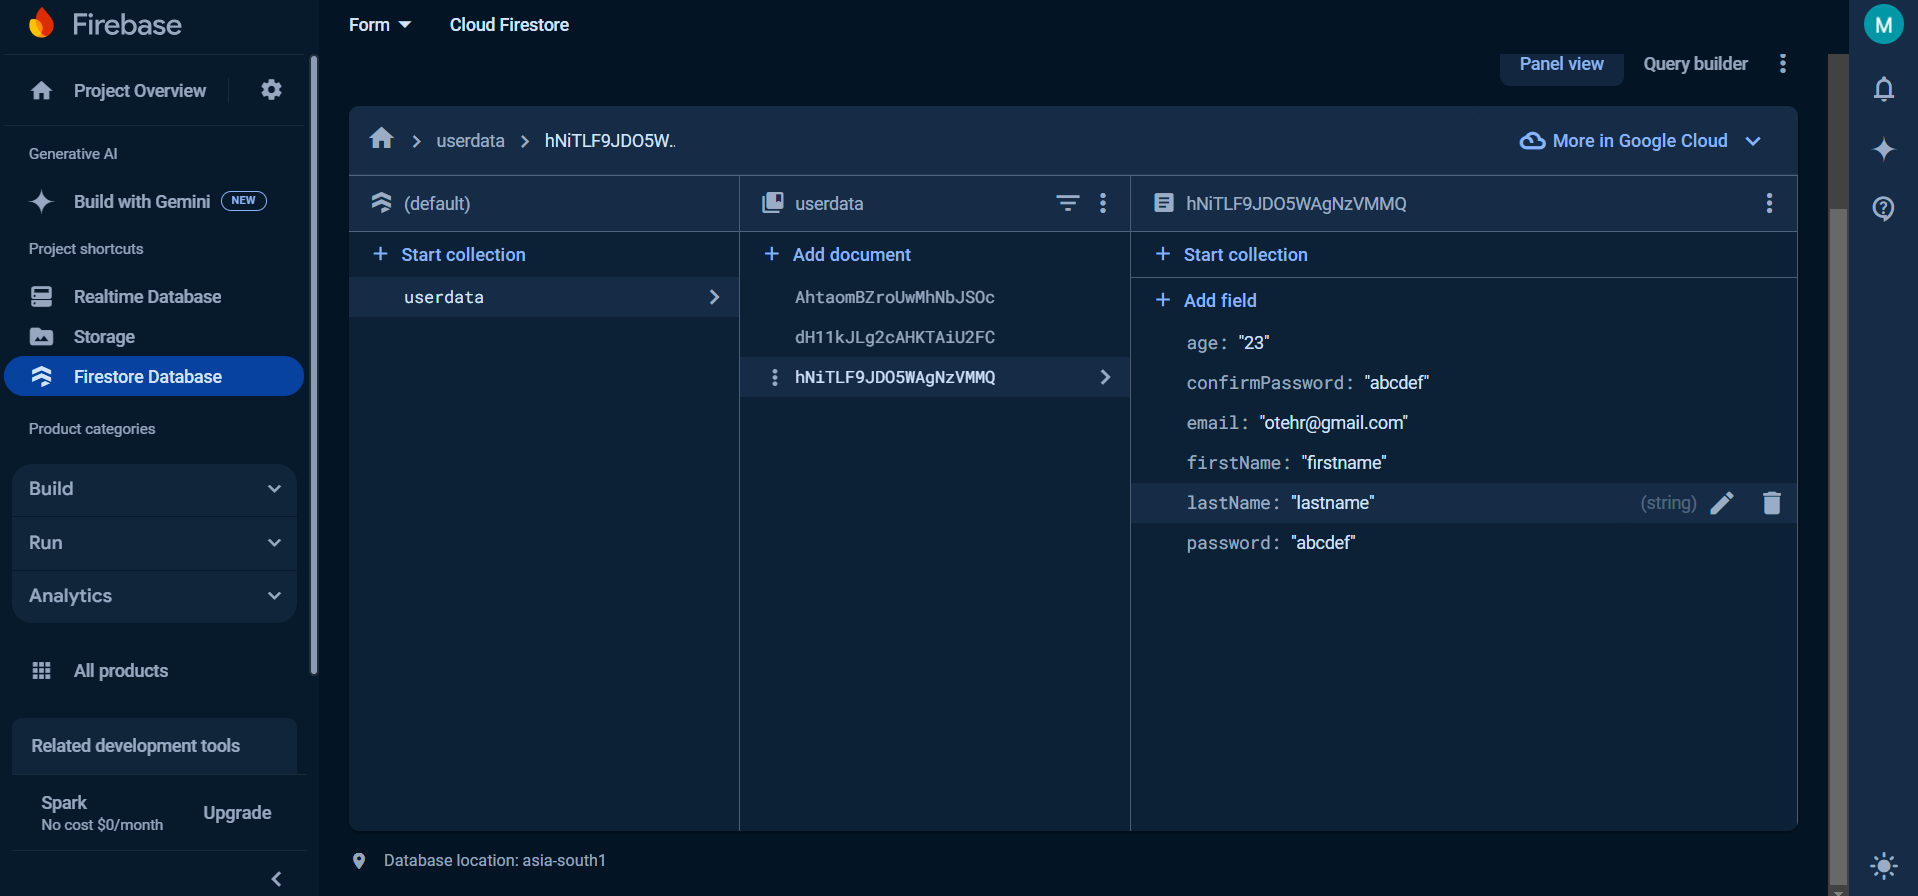 Firebase
Project Overview
Generative AI
Build with Gemini NEW
Project shortcuts
Realtime Database
Storage
Firestore Database
Product categories
Build
Run
Analytics
All products
Related development tools
Spark
No cost $0/month
Upgrade
Form
Cloud Firestore
Panel view
Query builder
userdata
hNiTLF9JDO5W..
More in Google Cloud
(default)
Start collection
userdata
userdata
Add document
AhtaomBZroUwMhNbJSOc
dH11kJLg2cAHKTAiU2FC
hNiTLF9JDO5WAgNzVMMQ
hNiTLF9JDO5WAgNzVMMQ
Start collection
Add field
age: "23"
confirmPassword: "abcdef"
email: "otehr@gmail.com"
firstName: "firstname"
lastName: "lastname" (string)
password: "abcdef"
Database location: asia-south1
M